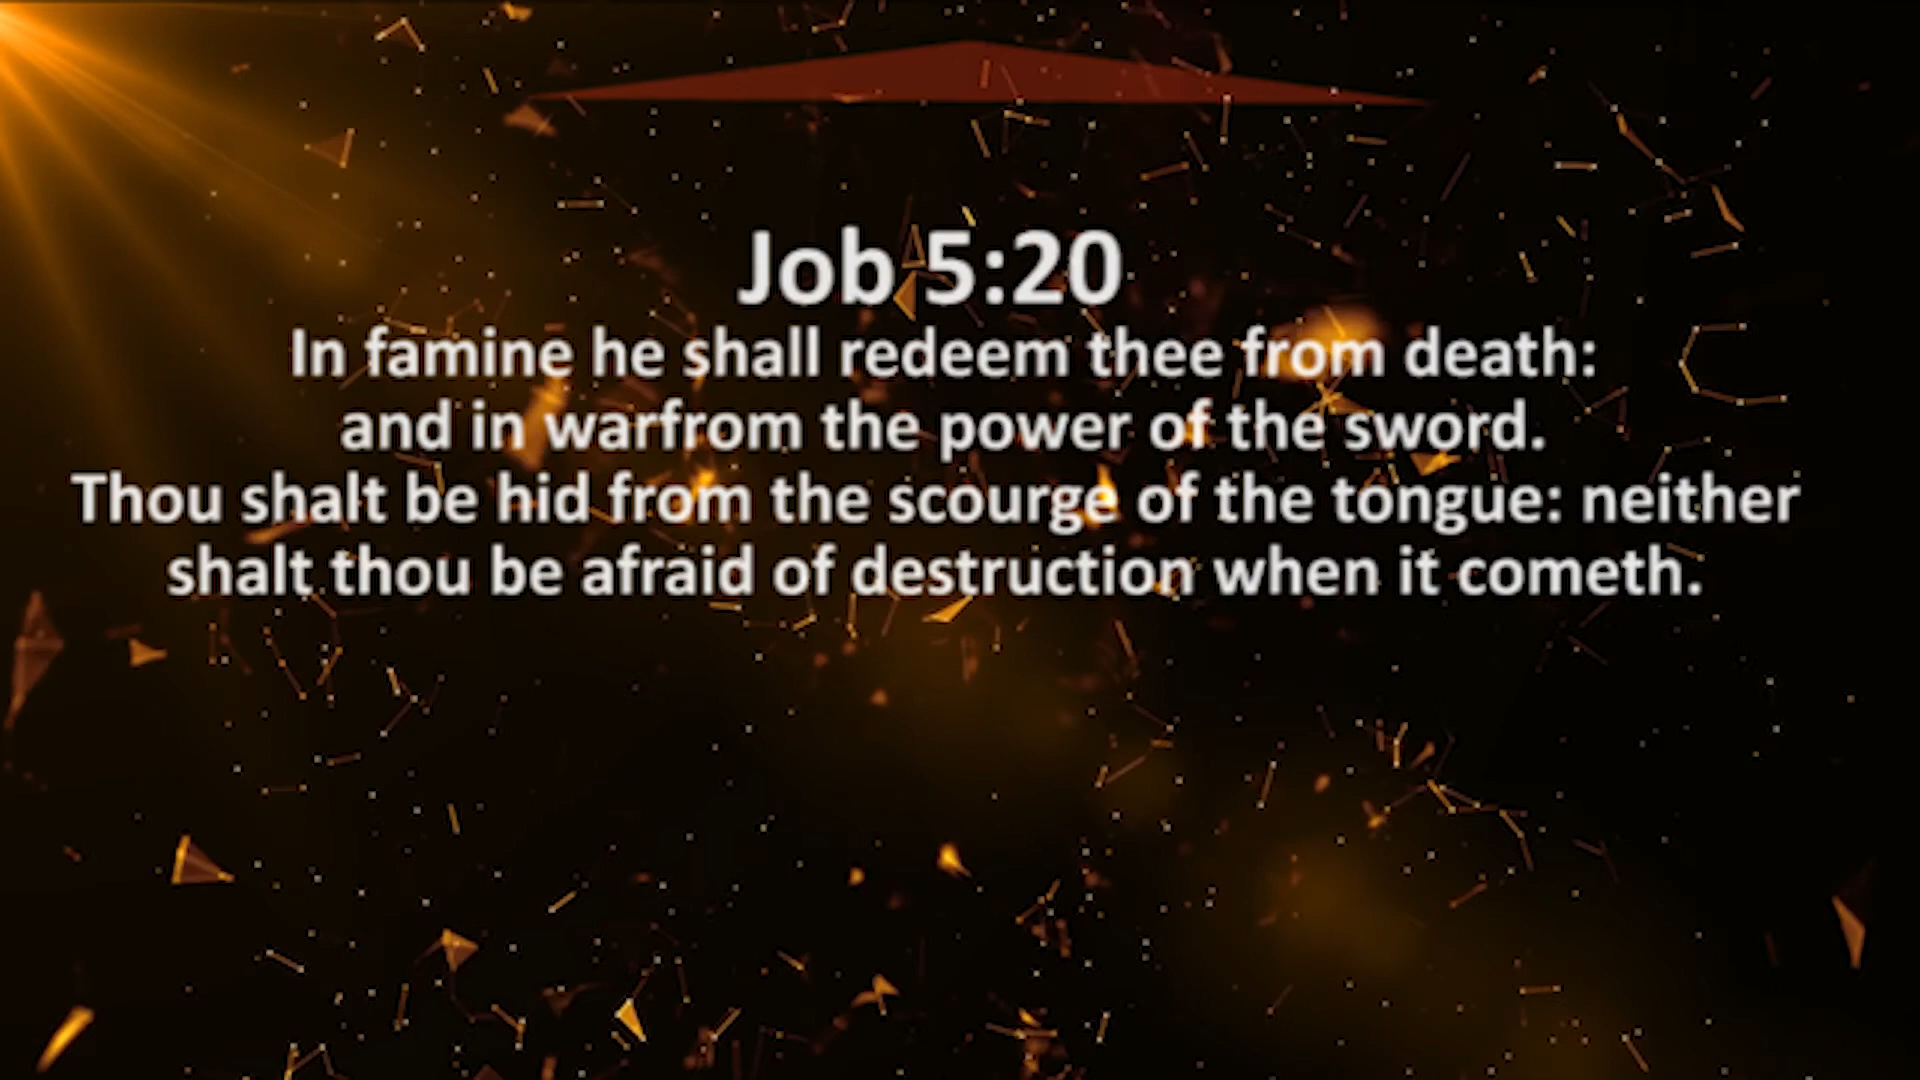 Job 5:20
In famine he shall redeem thee from death:
and in warfrom the power of the sword.
Thou shalt be hid from the scourge of the tongue: neither
shalt thou be afraid of destruction when it cometh.